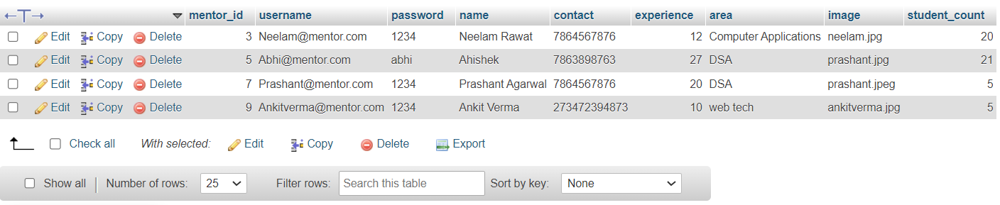 mentor_id username password name contact experience area image student_count
Edit Copy Delete 3 Neelam@mentor.com 1234 Neelam Rawat 7864567876 12 Computer Applications neelam.jpg 20
Edit Copy Delete 5 Abhi@mentor.com abhi Ahishek 7863898763 27 DSA prashant.jpg 21
Edit Copy Delete 7 Prashant@mentor.com 1234 Prashant Agarwal 7864567876 20 DSA prashant.jpeg 5
Edit Copy Delete 9 Ankitverma@mentor.com 1234 Ankit Verma 273472394873 10 web tech ankitverma.jpg 5
Check all With selected: Edit Copy Delete Export
Show all Number of rows: 25 Filter rows: Search this table Sort by key: None